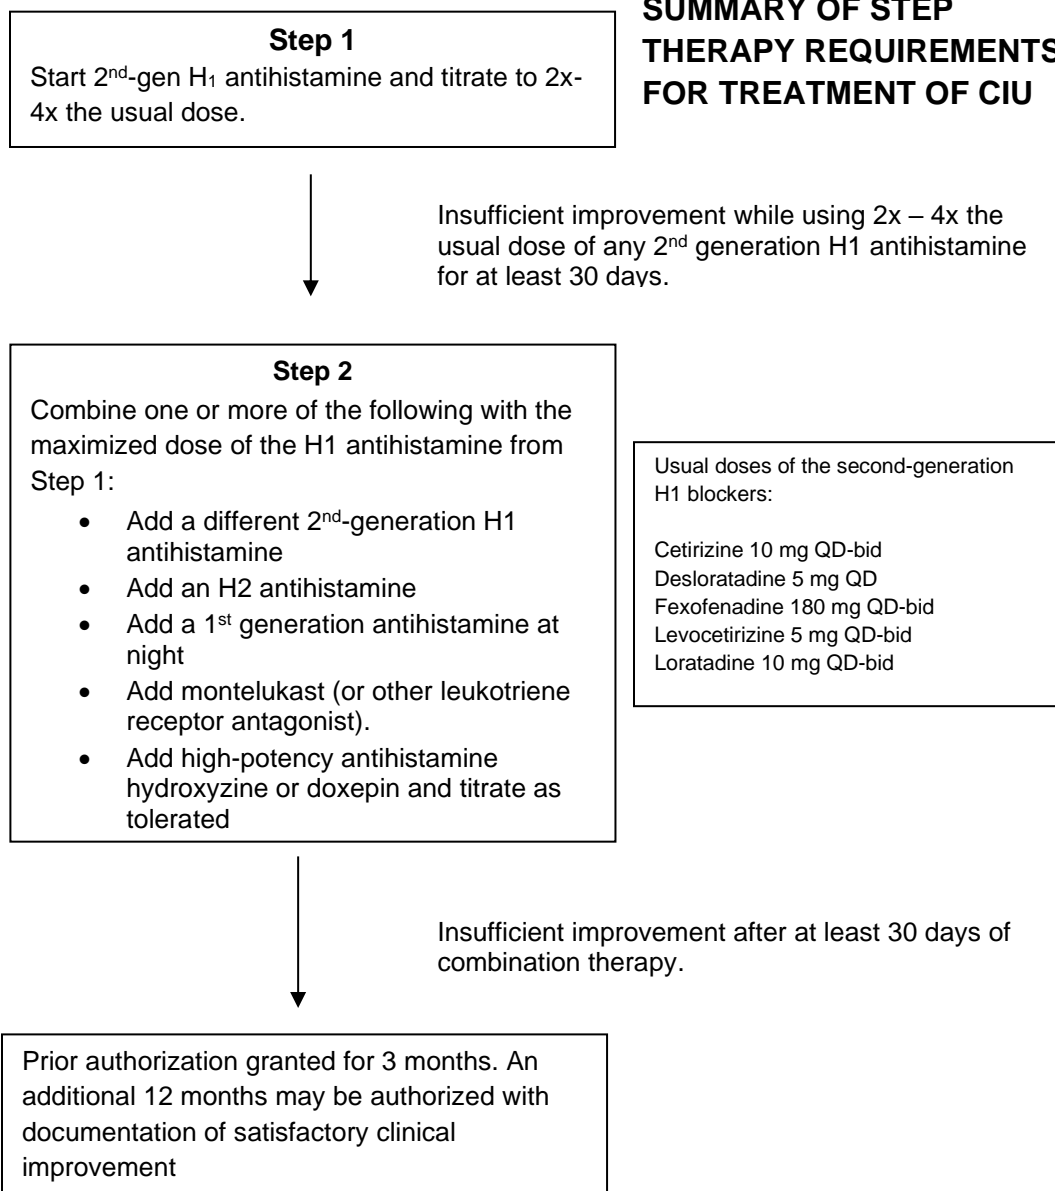 SUMMARY OF STEP
THERAPY REQUIREMENTS
FOR TREATMENT OF CIU
Step 1
Start 2nd-gen H1 antihistamine and titrate to 2x-
4x the usual dose.
Insufficient improvement while using 2x – 4x the
usual dose of any 2nd generation H1 antihistamine
for at least 30 days.
Step 2
Combine one or more of the following with the
maximized dose of the H1 antihistamine from
Step 1:
• Add a different 2nd-generation H1
antihistamine
• Add an H2 antihistamine
• Add a 1st generation antihistamine at
night
• Add montelukast (or other leukotriene
receptor antagonist).
• Add high-potency antihistamine
hydroxyzine or doxepin and titrate as
tolerated
Usual doses of the second-generation
H1 blockers:
Cetirizine 10 mg QD-bid
Desloratadine 5 mg QD
Fexofenadine 180 mg QD-bid
Levocetirizine 5 mg QD-bid
Loratadine 10 mg QD-bid
Insufficient improvement after at least 30 days of
combination therapy.
Prior authorization granted for 3 months. An
additional 12 months may be authorized with
documentation of satisfactory clinical
improvement